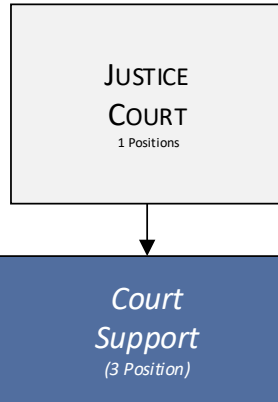 JUSTICE
COURT
1 Positions
Court
Support
(3 Position)